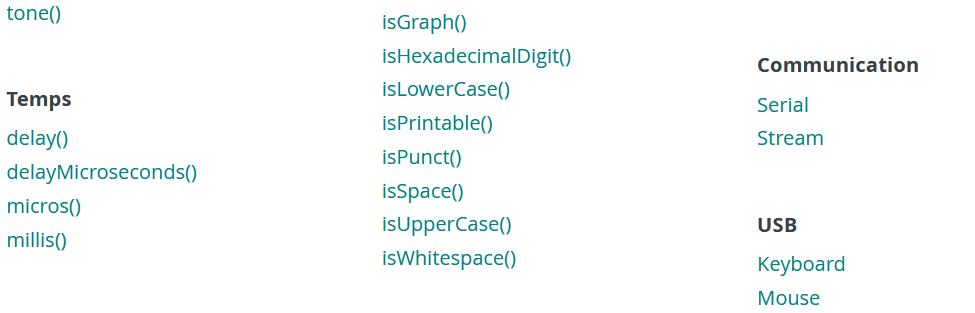 tone()
Temps
delay()
delayMicroseconds()
micros()
millis()
isGraph()
isHexadecimalDigit()
isLowerCase()
isPrintable()
isPunct()
isSpace()
isUpperCase()
isWhitespace()
Communication
Serial
Stream
USB
Keyboard
Mouse